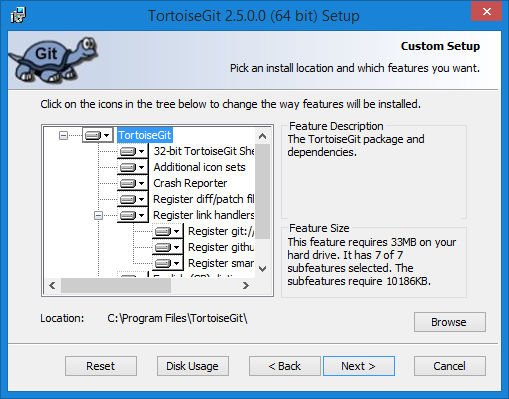 TortoiseGit 2.5.0.0 (64 bit) Setup
Git
Custom Setup
Pick an install location and which features you want.
Click on the icons in the tree below to change the way features will be installed.
TortoiseGit
32-bit TortoiseGit She
Additional icon sets
Crash Reporter
Register diff/patch fil
Register link handlers
Register git://
Register githu
Register smar
Feature Description
The TortoiseGit package and
dependencies.
Feature Size
This feature requires 33MB on your
hard drive. It has 7 of 7
subfeatures selected. The
subfeatures require 10186KB.
Location: C:\Program Files\TortoiseGit\
Browse
Reset
Disk Usage
< Back
Next >
Cancel